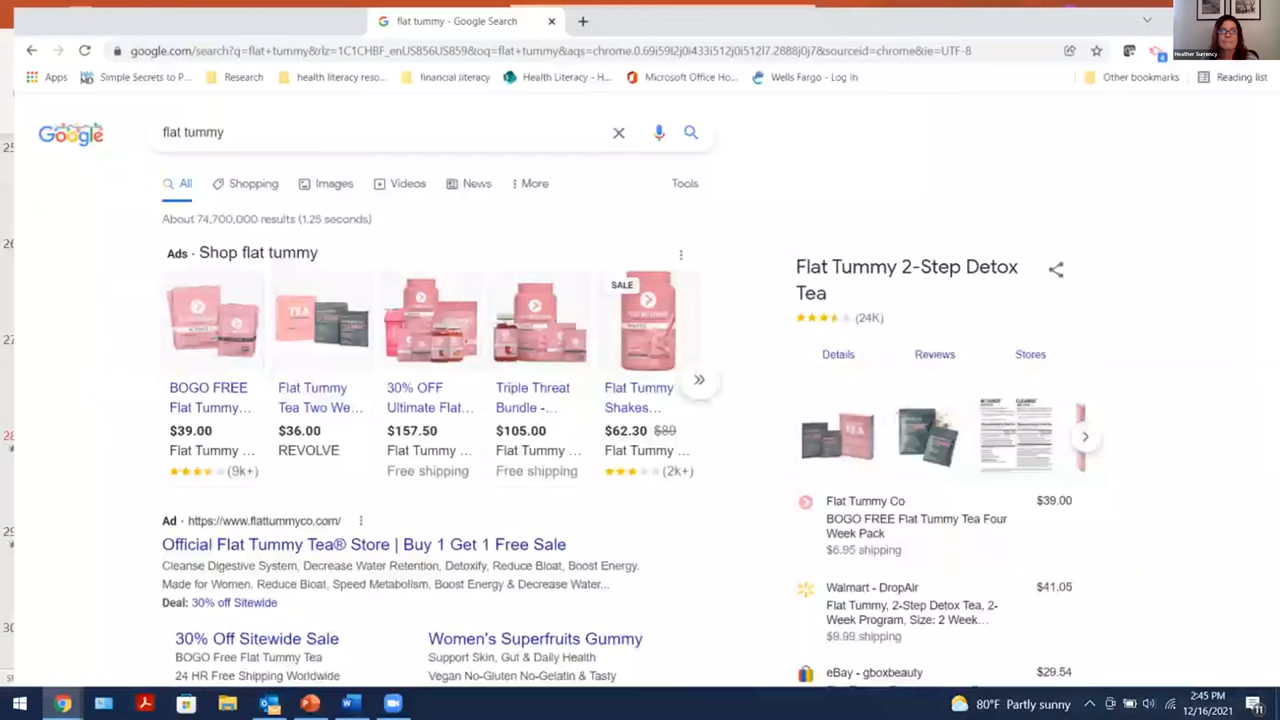 flat tummy - Google Search
google.com/search?q=flat+tummy&rlz=1C1CHBF_enUS856US859&oq=flat+tummy&aqs=chrome.0.69i59l2j0i433i512j0i512l7.2888j0j7&sourceid=chrome&ie=UTF-8
Heather Surrency
Apps Simple Secrets to P... Research health literacy reso... financial literacy Health Literacy - H... Microsoft Office Ho... Wells Fargo - Log In Other bookmarks Reading list
Google
flat tummy
All Shopping Images Videos News More Tools
About 74,700,000 results (1.25 seconds)
Ads · Shop flat tummy
SALE
BOGO FREE Flat Tummy 30% OFF Triple Threat Flat Tummy
Flat Tummy... Tea Two We... Ultimate Flat... Bundle -... Shakes...
$39.00 $36.00 $157.50 $105.00 $62.30 $89
Flat Tummy ... REVOLVE Flat Tummy ... Flat Tummy ... Flat Tummy ...
(9k+) Free shipping Free shipping (2k+)
Ad · https://www.flattummyco.com/
Official Flat Tummy Tea® Store | Buy 1 Get 1 Free Sale
Cleanse Digestive System, Decrease Water Retention, Detoxify, Reduce Bloat, Boost Energy.
Made for Women. Reduce Bloat, Speed Metabolism, Boost Energy & Decrease Water...
Deal: 30% off Sitewide
30% Off Sitewide Sale
BOGO Free Flat Tummy Tea
24 HR Free Shipping Worldwide
Women's Superfruits Gummy
Support Skin, Gut & Daily Health
Vegan No-Gluten No-Gelatin & Tasty
Flat Tummy 2-Step Detox
Tea
(24K)
Details Reviews Stores
TEA
Flat Tummy Co $39.00
BOGO FREE Flat Tummy Tea Four
Week Pack
$6.95 shipping
Walmart - DropAir $41.05
Flat Tummy, 2-Step Detox Tea, 2-
Week Program, Size: 2 Week...
$9.99 shipping
eBay - gboxbeauty $29.54
25
26
27
28
29
30
80°F Partly sunny
2:45 PM
12/16/2021
11